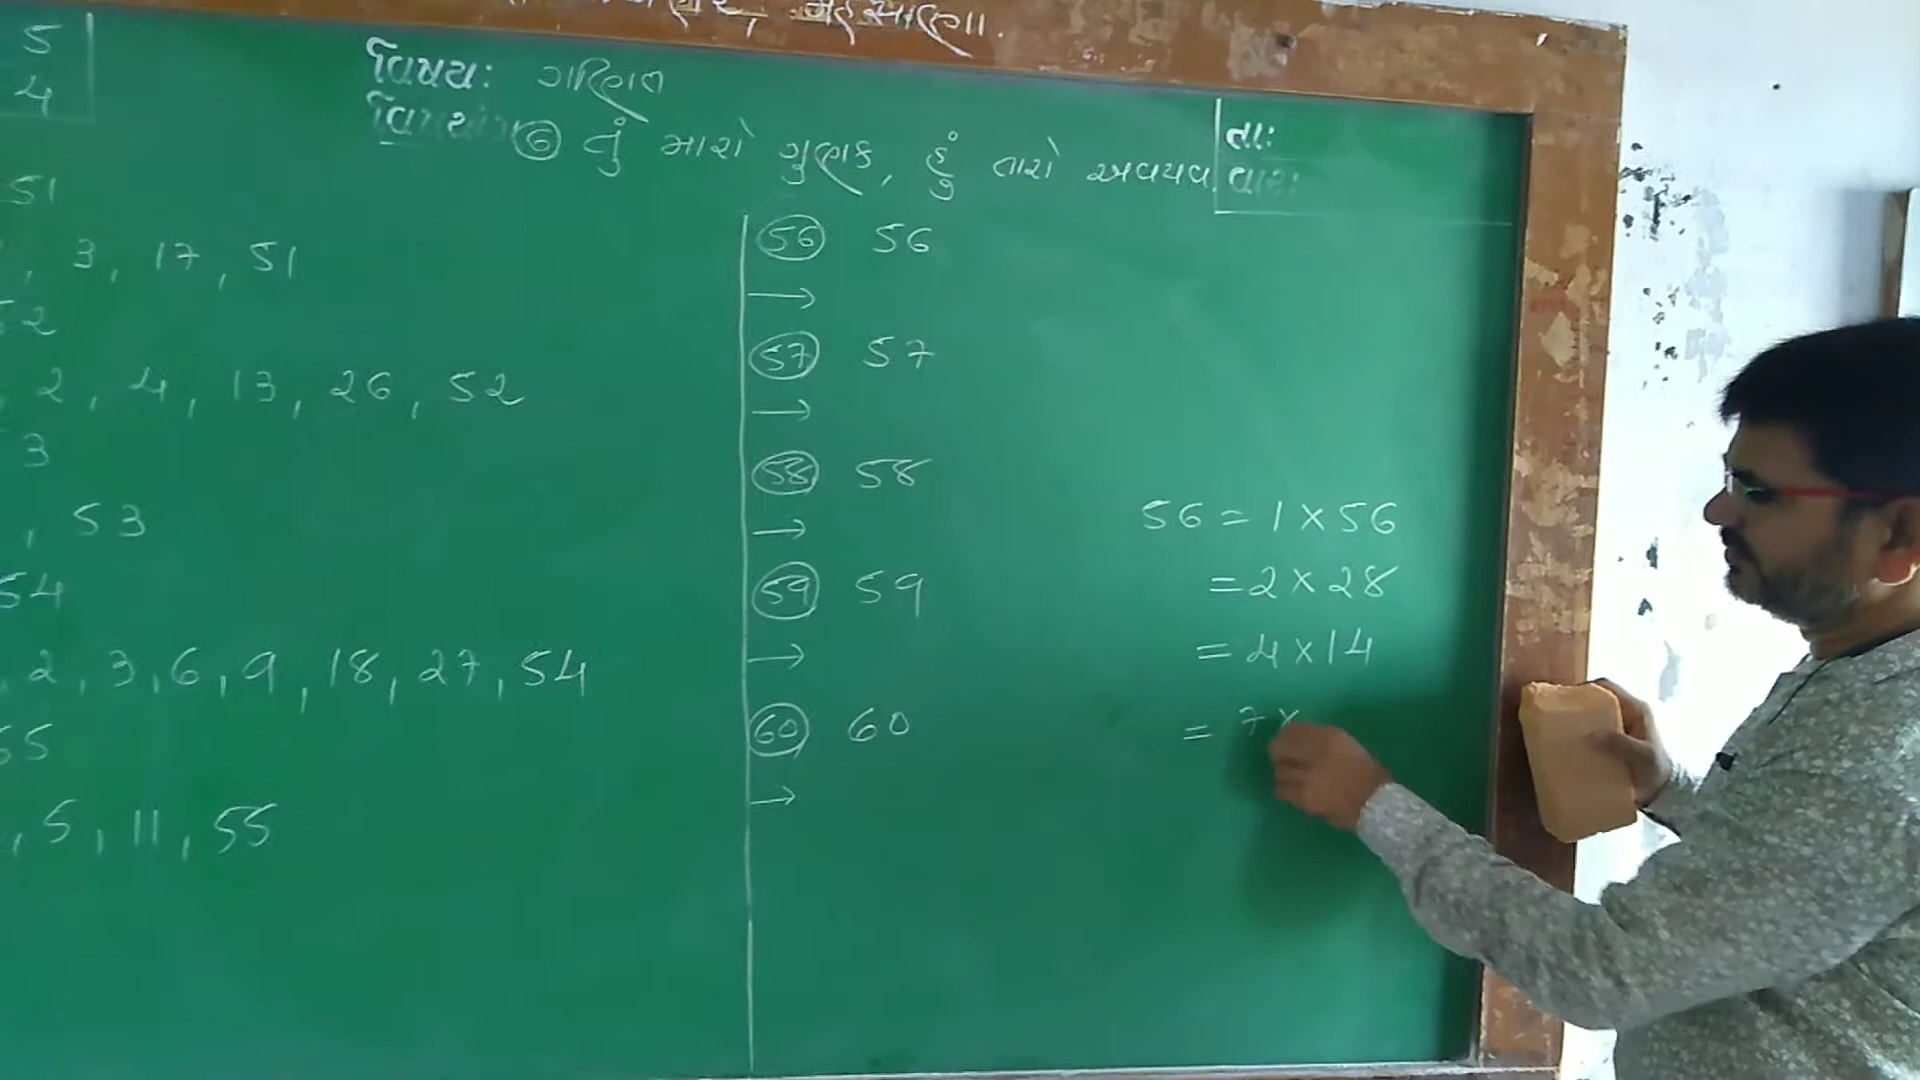 મહેસાણા.
5
4
વિષય: ગણિત
તા:
વાર:
૭ તું મારો ગુણક, હું તારો અવયવ
51
, 3, 17, 51
52
, 2, 4, 13, 26, 52
3
, 53
54
, 2, 3, 6, 9, 18, 27, 54
55
, 5, 11, 55
56 56
→
57 57
→
58 58
→
59 59
→
60 60
→
56 = 1 × 56
= 2 × 28
= 4 × 14
= 7 ×